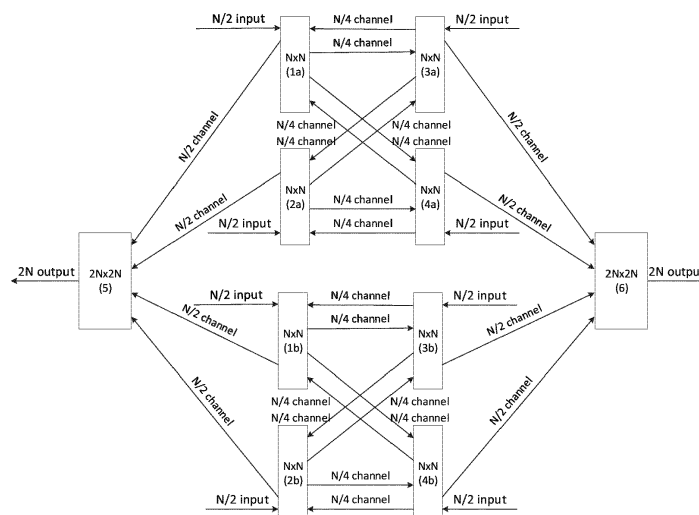 N/2 input
N/4 channel
N/2 input
N/4 channel
NxN
(1a)
NxN
(3a)
N/2 channel
N/2 channel
N/4 channel
N/4 channel
N/4 channel
N/4 channel
NxN
(2a)
NxN
(4a)
N/2 channel
N/4 channel
N/2 channel
N/2 input
N/4 channel
N/2 input
2N output
2Nx2N
(5)
2Nx2N
(6)
2N output
N/2 input
N/4 channel
N/2 input
N/4 channel
NxN
(1b)
NxN
(3b)
N/2 channel
N/2 channel
N/4 channel
N/4 channel
N/4 channel
N/4 channel
N/2 channel
N/2 channel
NxN
(2b)
NxN
(4b)
N/4 channel
N/2 input
N/4 channel
N/2 input